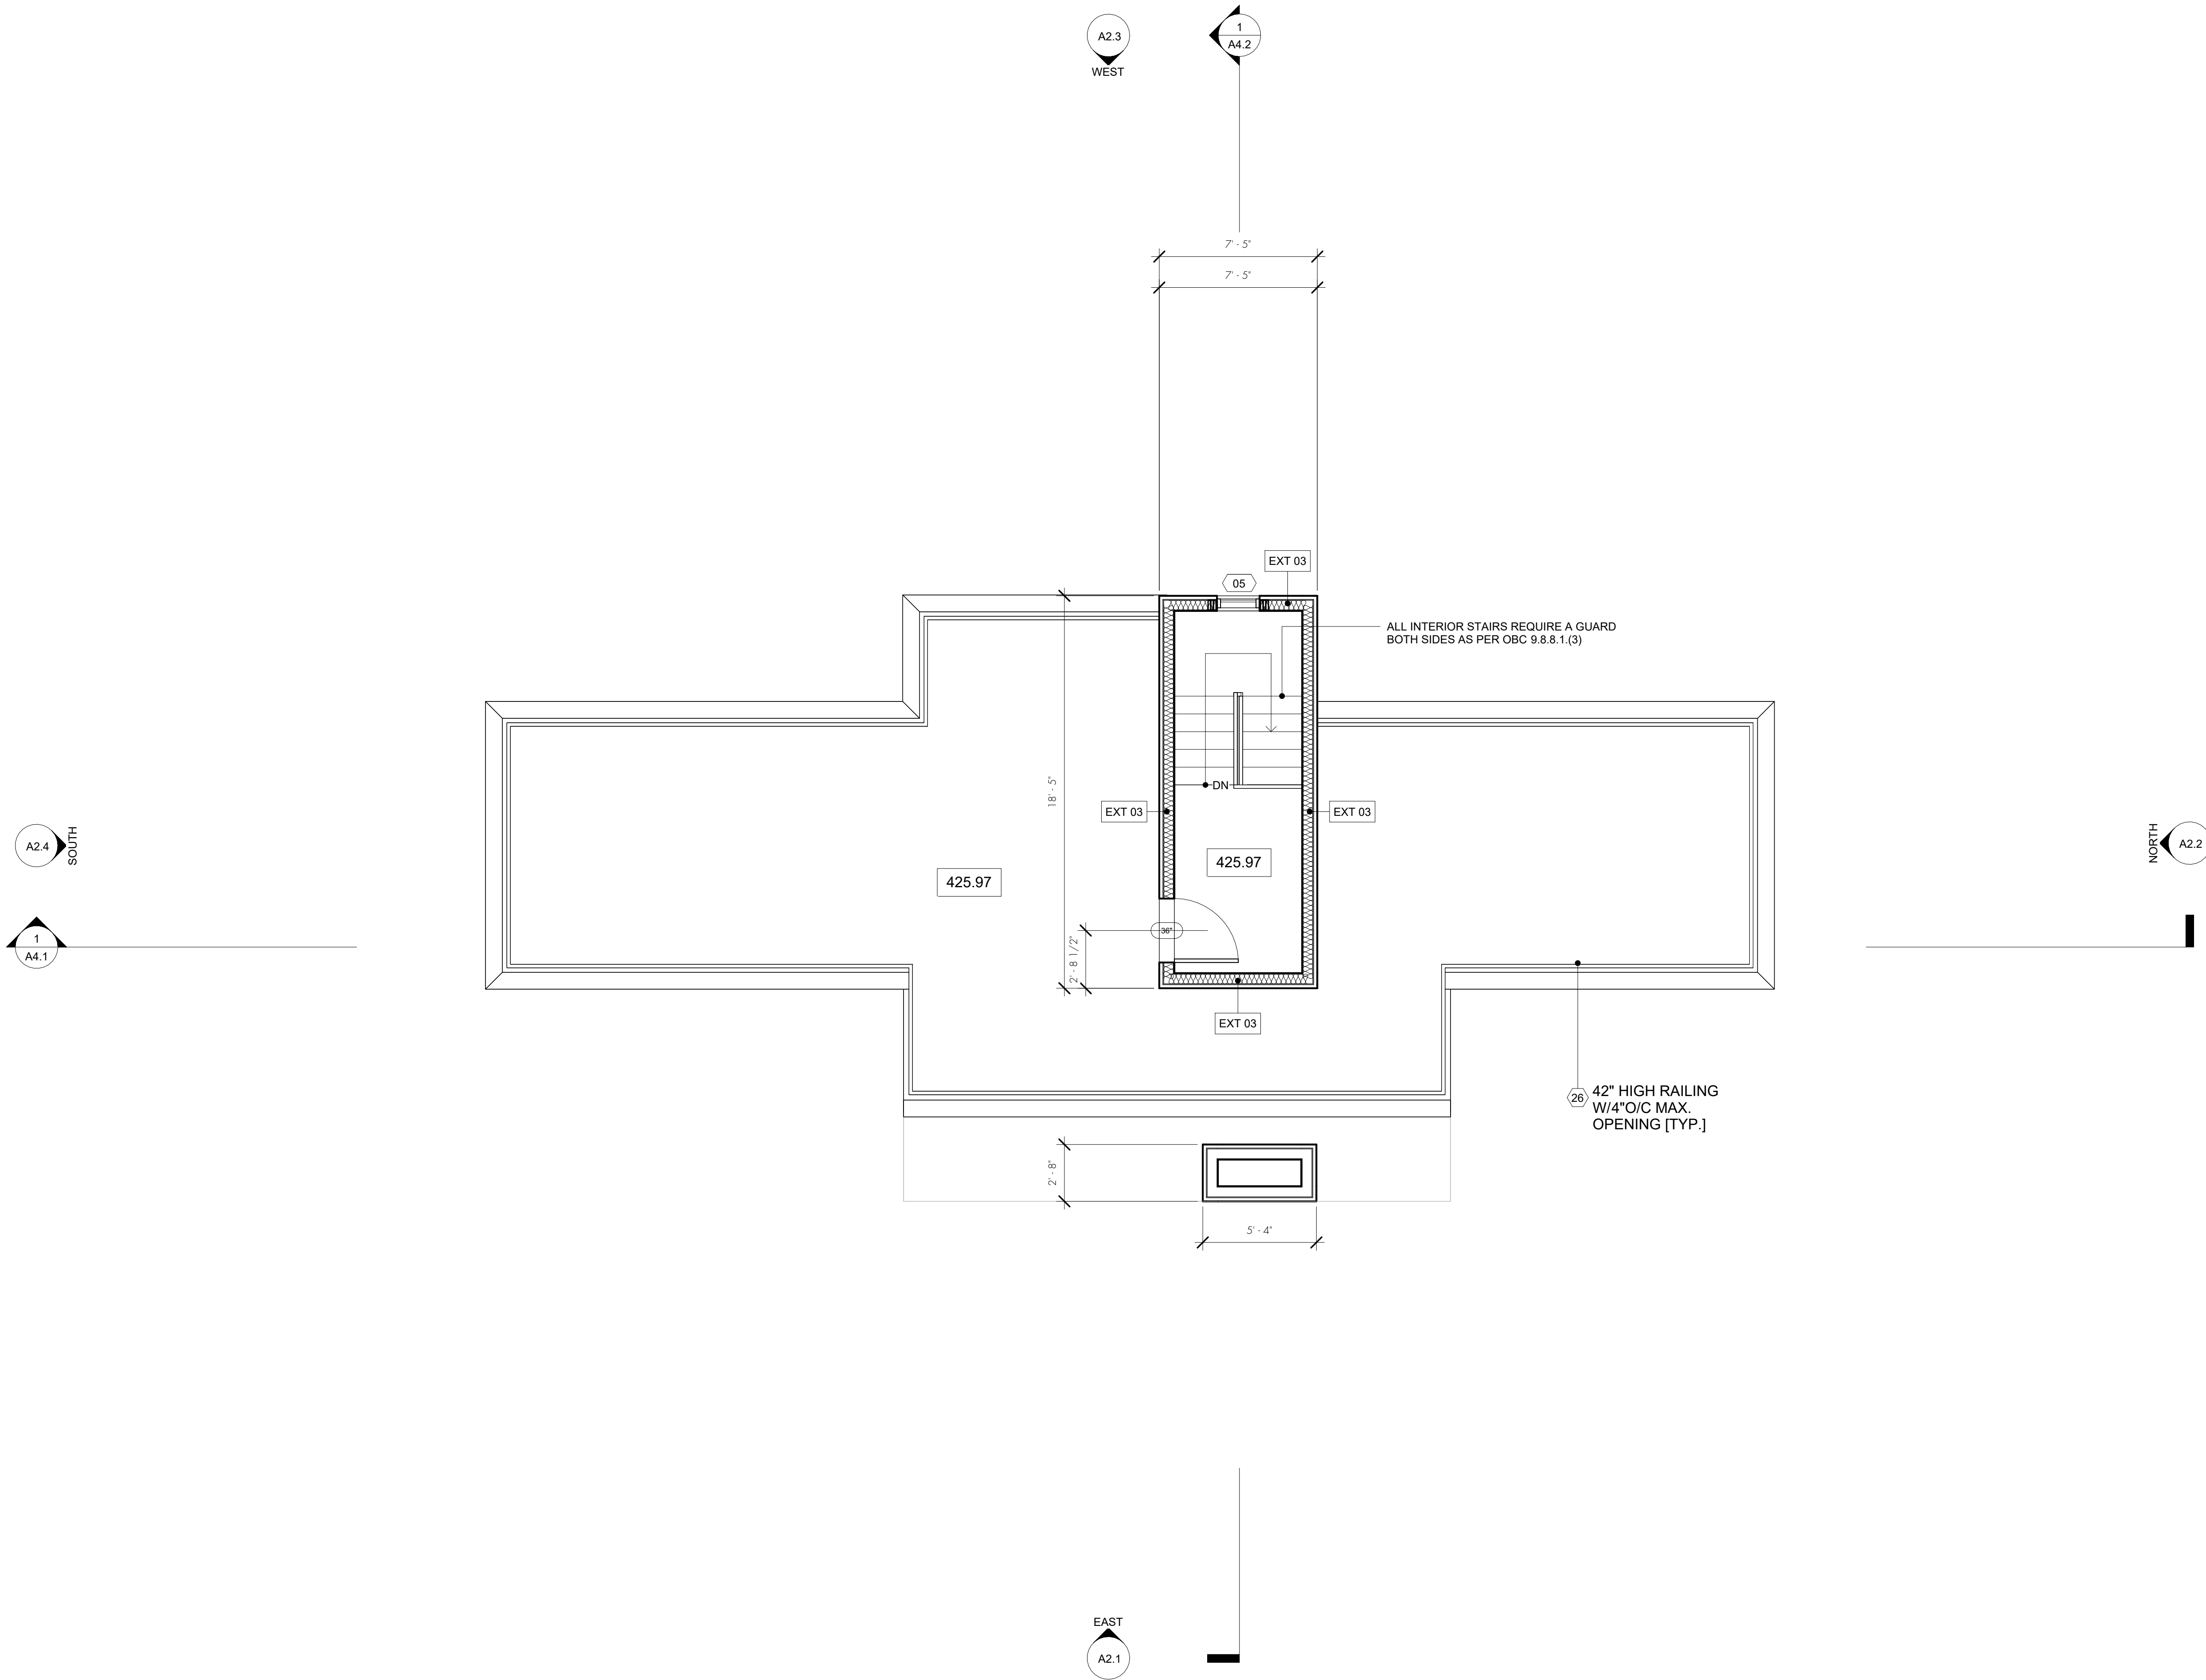 A2.3
WEST
1
A4.2
7' - 5"
7' - 5"
EXT 03
05
ALL INTERIOR STAIRS REQUIRE A GUARD
BOTH SIDES AS PER OBC 9.8.8.1.(3)
18' - 5"
DN
EXT 03
EXT 03
A2.4
SOUTH
NORTH
A2.2
425.97
425.97
1
A4.1
36"
2' - 8 1/2"
EXT 03
26
42" HIGH RAILING
W/4"O/C MAX.
OPENING [TYP.]
2' - 8"
5' - 4"
EAST
A2.1